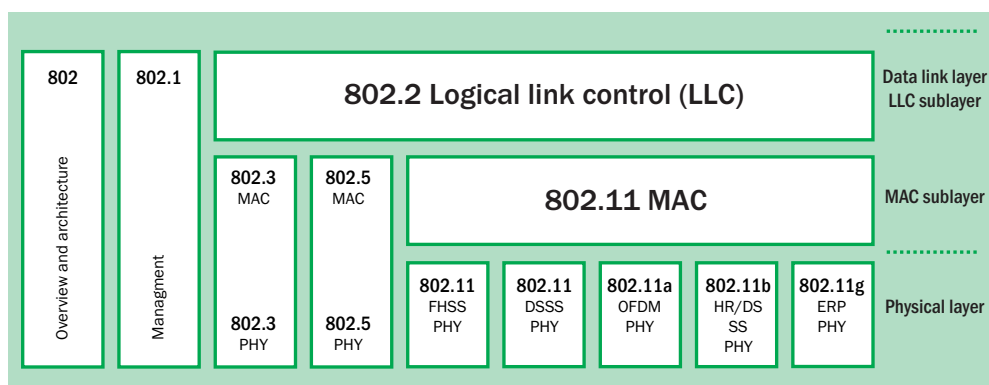 802
Overview and architecture
802.1
Managment
802.2 Logical link control (LLC)
Data link layer
LLC sublayer
802.3
MAC
802.3
PHY
802.5
MAC
802.5
PHY
802.11 MAC
MAC sublayer
802.11
FHSS
PHY
802.11
DSSS
PHY
802.11a
OFDM
PHY
802.11b
HR/DS
SS
PHY
802.11g
ERP
PHY
Physical layer